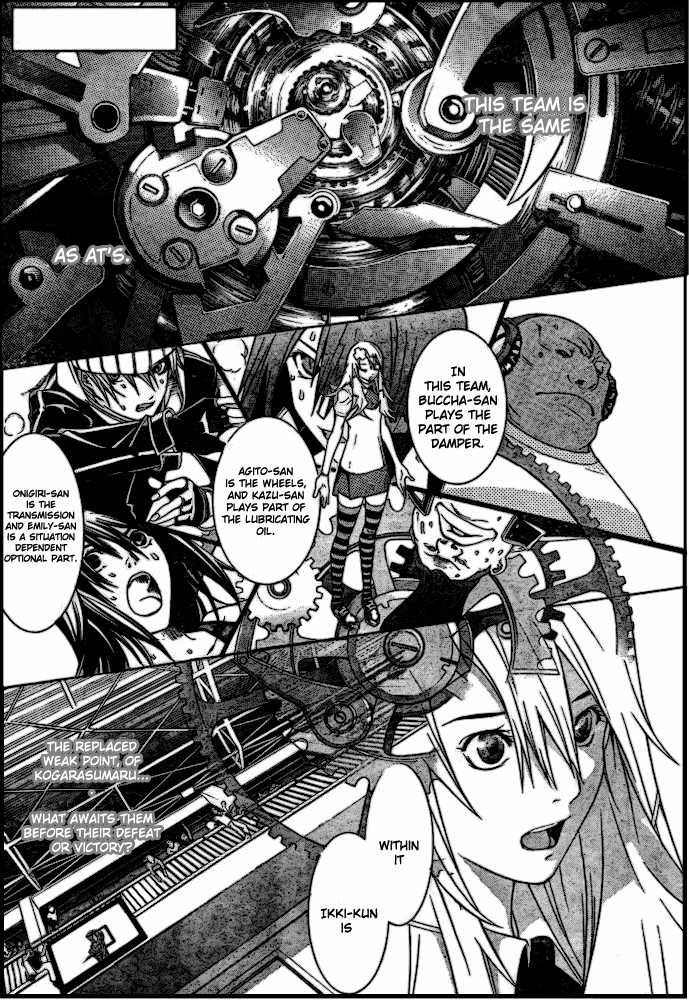 THIS TEAM IS
THE SAME
AS AT'S.
IN
THIS TEAM,
BUCCHA-SAN
PLAYS THE
PART OF THE
DAMPER.
AGITO-SAN
IS THE WHEELS,
AND KAZU-SAN
PLAYS PART OF
THE LUBRICATING
OIL.
ONIGIRI-SAN
IS THE
TRANSMISSION
AND EMILY-SAN
IS A SITUATION
DEPENDENT
OPTIONAL PART.
THE REPLACED
WEAK POINT, OF
KOGARASUMARU...
WHAT AWAITS THEM
BEFORE THEIR DEFEAT
OR VICTORY?
WITHIN
IT
IKKI-KUN
IS